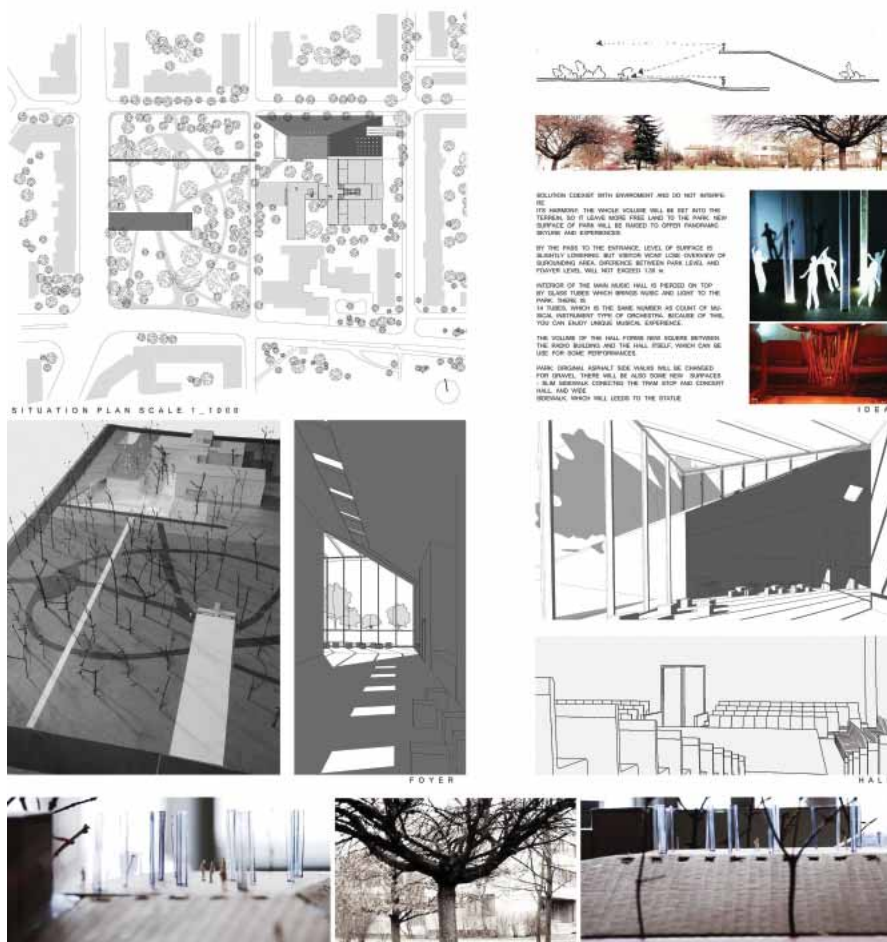 SOLUTION COEXIST WITH ENVIROMENT AND DO NOT INTERFE-
RE
ITS HARMONY. THE WHOLE VOLUME WILL BE SET INTO THE
TERREIN, SO IT LEAVE MORE FREE LAND TO THE PARK. NEW
SURFACE OF PARK WILL BE RAISED TO OFFER PANORAMIC
SKYLINE AND EXPERIENCES.
BY THE PASS TO THE ENTRANCE, LEVEL OF SURFACE IS
SLIGHTLY LOWERING, BUT VISITOR WONT LOSE OVERVIEW OF
SUROUNDING AREA. DIFERENCE BETWEEN PARK LEVEL AND
FOAYER LEVEL WILL NOT EXCEED m.
INTERIOR OF THE MAIN MUSIC HALL IS PIERCED ON TOP
BY GLASS TUBES WHICH BRINGS MUSIC AND LIGHT TO THE
PARK. THERE IS
14 TUBES, WHICH IS THE SAME NUMBER AS COUNT OF MU-
SICAL INSTRUMENT TYPE OF ORCHESTRA. BECAUSE OF THIS,
YOU CAN ENJOY UNIQUE MUSICAL EXPERIENCE.
THE VOLUME OF THE HALL FORMS NEW SQUERE BETWEEN
THE RADIO BUILDING AND THE HALL ITSELF, WHICH CAN BE
USE FOR SOME PERFORMANCES.
PARK: ORIGINAL ASPHALT SIDE WALKS WILL BE CHANGED
FOR GRAVEL. THERE WILL BE ALSO SOME NEW SURFACES
- SLIM SIDEWALK CONECTING THE TRAM STOP AND CONCERT
HALL, AND WIDE
SIDEWALK, WHICH WILL LEEDS TO THE STATUE
SITUATION PLAN SCALE 1_1000
IDEA
FOYER
HAL